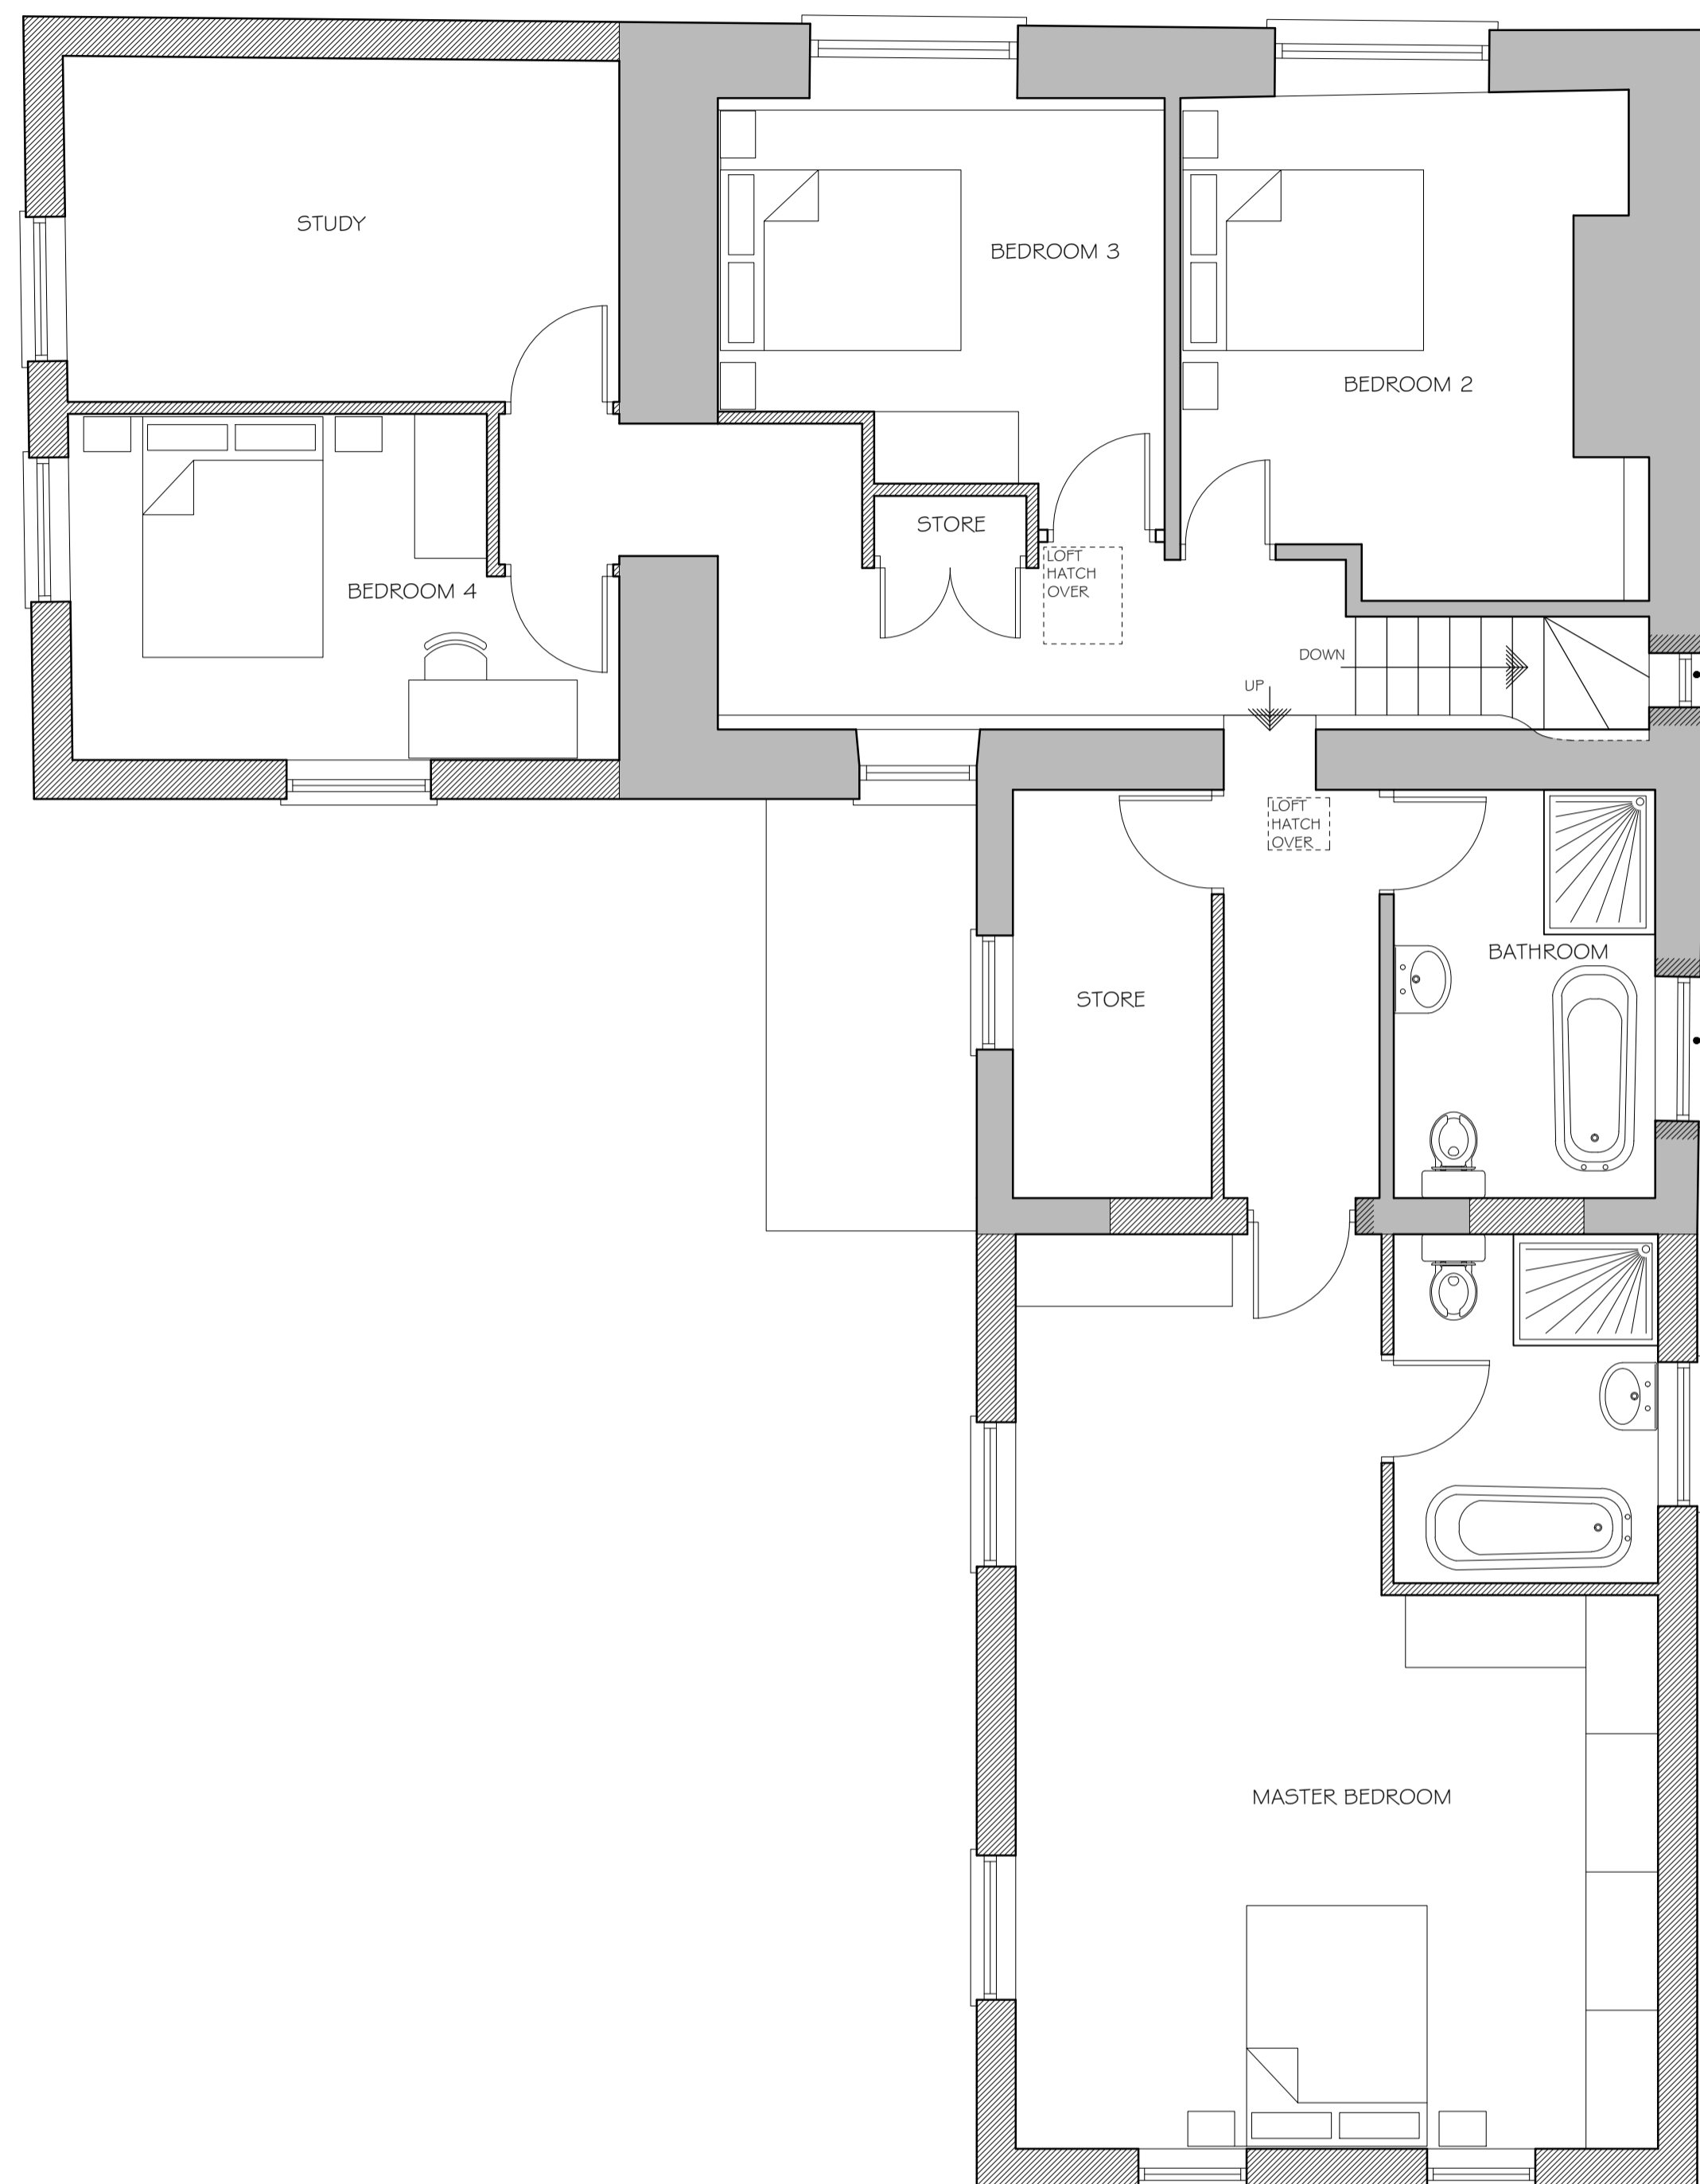 STUDY
BEDROOM 3
BEDROOM 2
STORE
LOFT
HATCH
OVER
BEDROOM 4
DOWN
UP
LOFT
HATCH
OVER
BATHROOM
STORE
MASTER BEDROOM